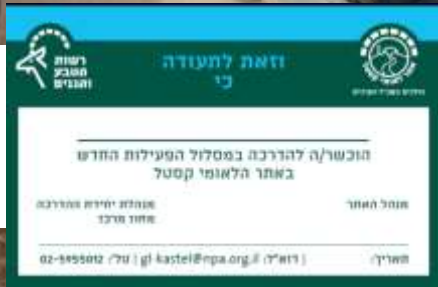 רשות
הטבע
והגנים
וזאת לתעודה
כי
הוכשר/ה להדרכה במסלול הפעילות החדש
באתר הלאומי קסטל
מנהל האתר
מנהלת יחידת ההדרכה
מחוז מרכז
תאריך:
| דוא"ל: gl-kastel@npa.org.il | טל': 02-5955012